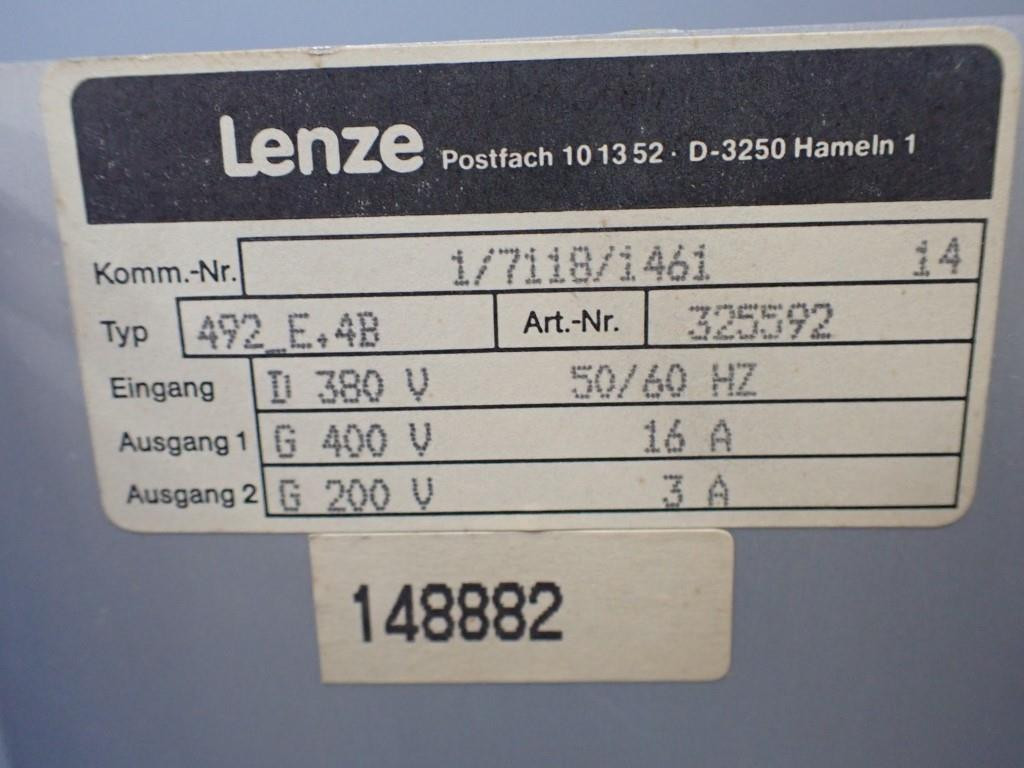 Lenze Postfach 10 13 52 · D-3250 Hameln 1
Komm.-Nr. 1/7118/1461 14
Typ 492_E.4B Art.-Nr. 325592
Eingang D 380 V 50/60 HZ
Ausgang 1 G 400 V 16 A
Ausgang 2 G 200 V 3 A
148882